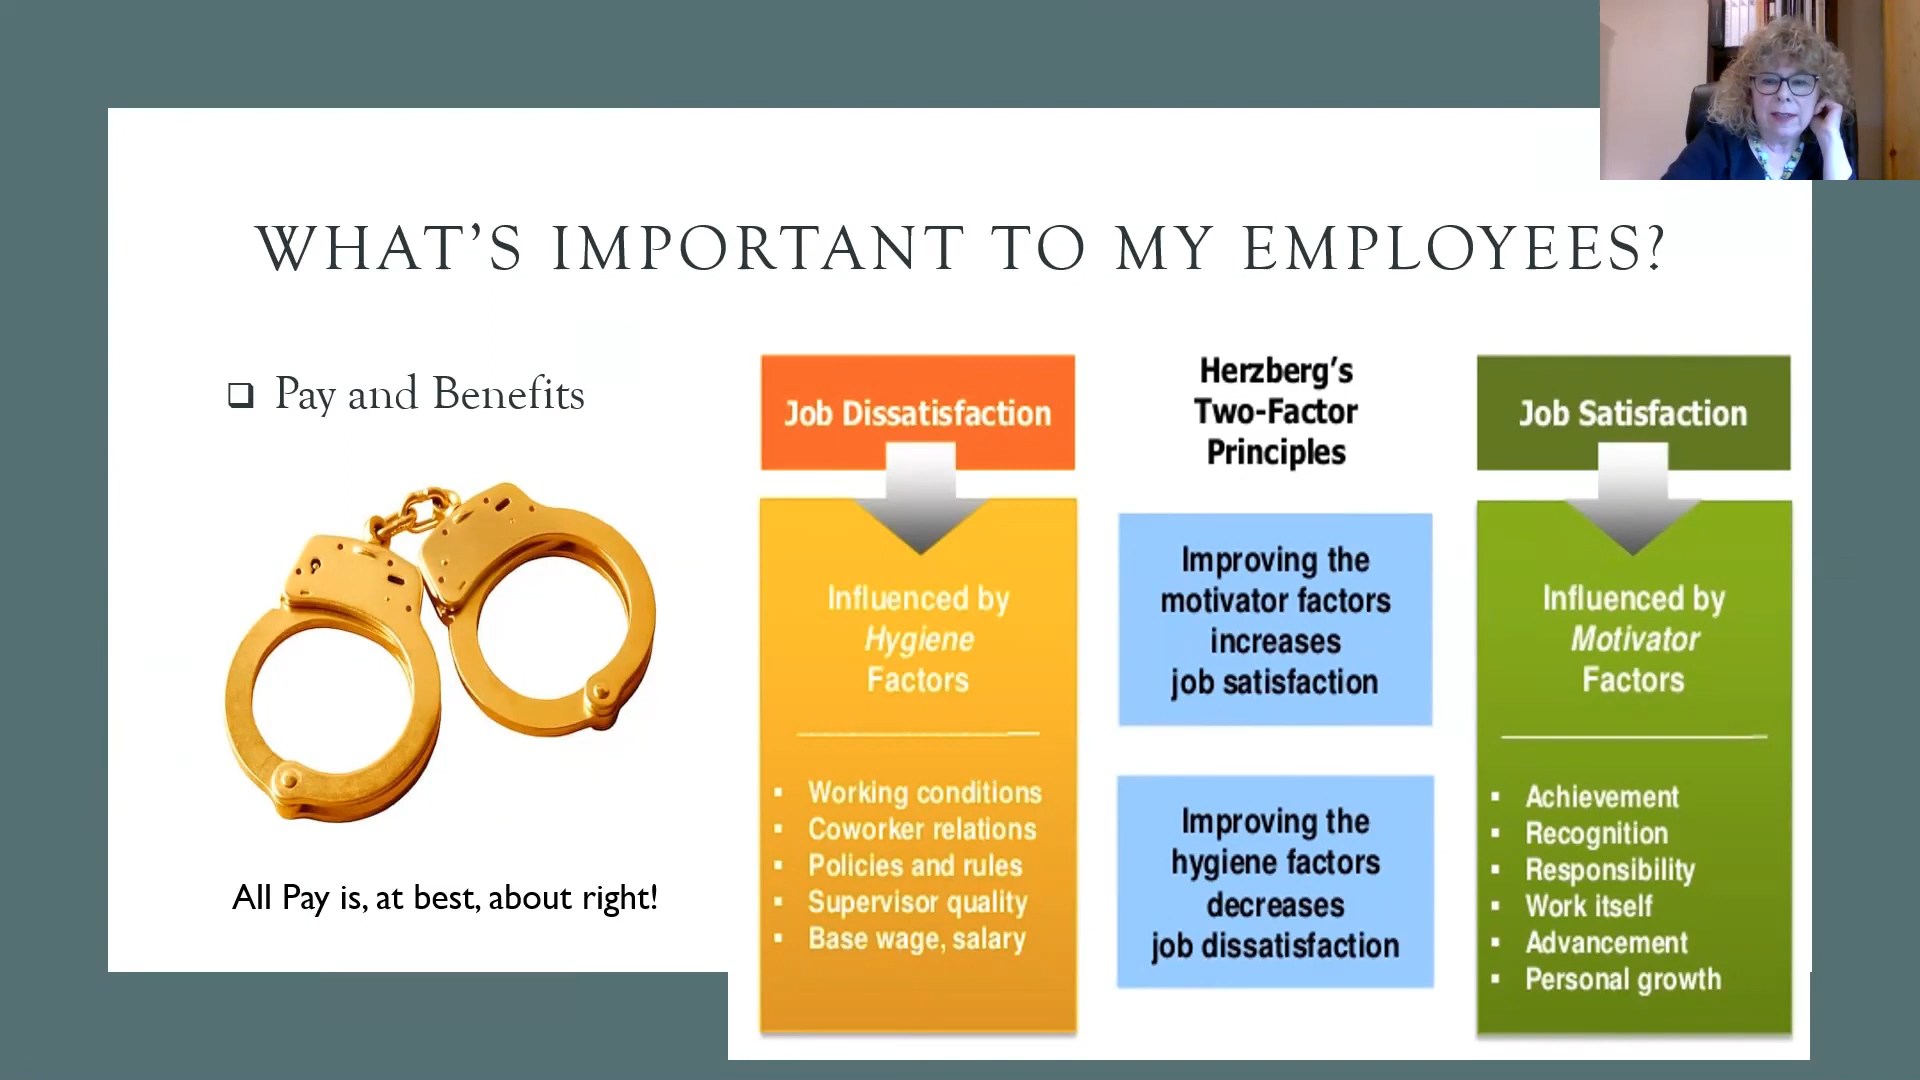 WHAT'S IMPORTANT TO MY EMPLOYEES?
❑ Pay and Benefits
All Pay is, at best, about right!
Job Dissatisfaction
Influenced by
Hygiene
Factors
▪ Working conditions
▪ Coworker relations
▪ Policies and rules
▪ Supervisor quality
▪ Base wage, salary
Herzberg's
Two-Factor
Principles
Improving the
motivator factors
increases
job satisfaction
Improving the
hygiene factors
decreases
job dissatisfaction
Job Satisfaction
Influenced by
Motivator
Factors
▪ Achievement
▪ Recognition
▪ Responsibility
▪ Work itself
▪ Advancement
▪ Personal growth